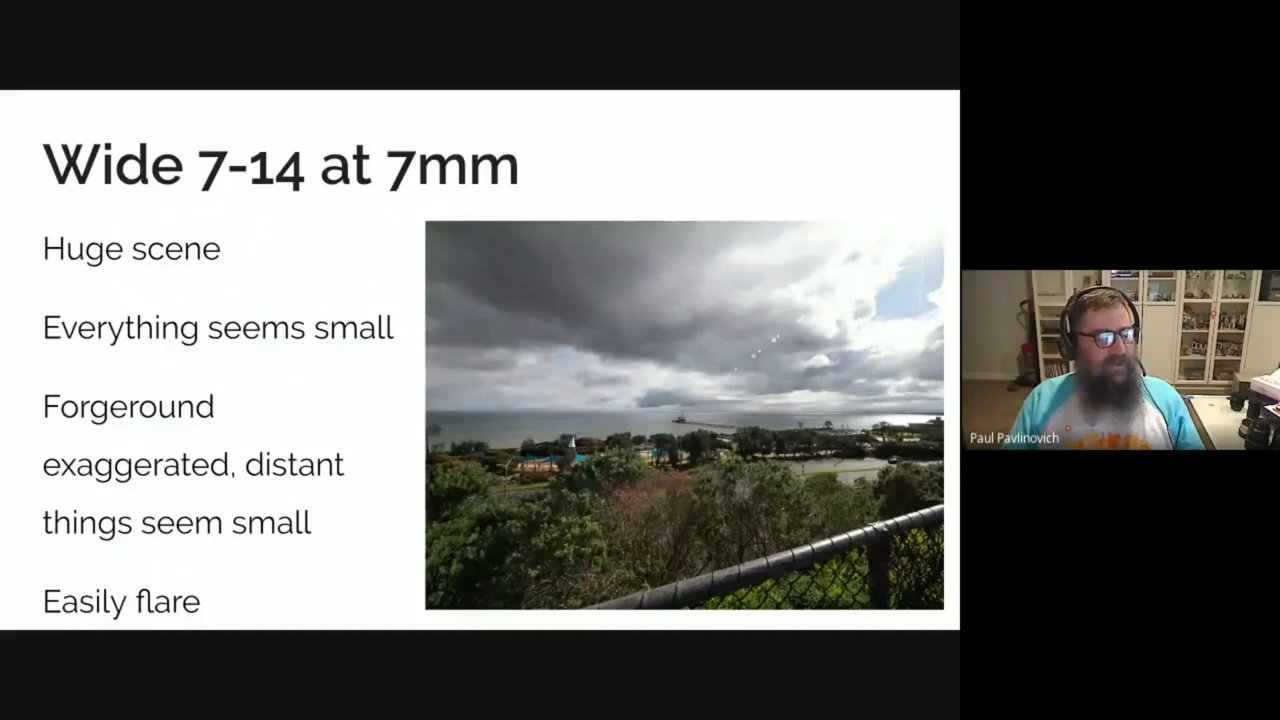 Wide 7-14 at 7mm
Huge scene
Everything seems small
Forgeround
exaggerated, distant
things seem small
Easily flare
Paul Pavlinovich